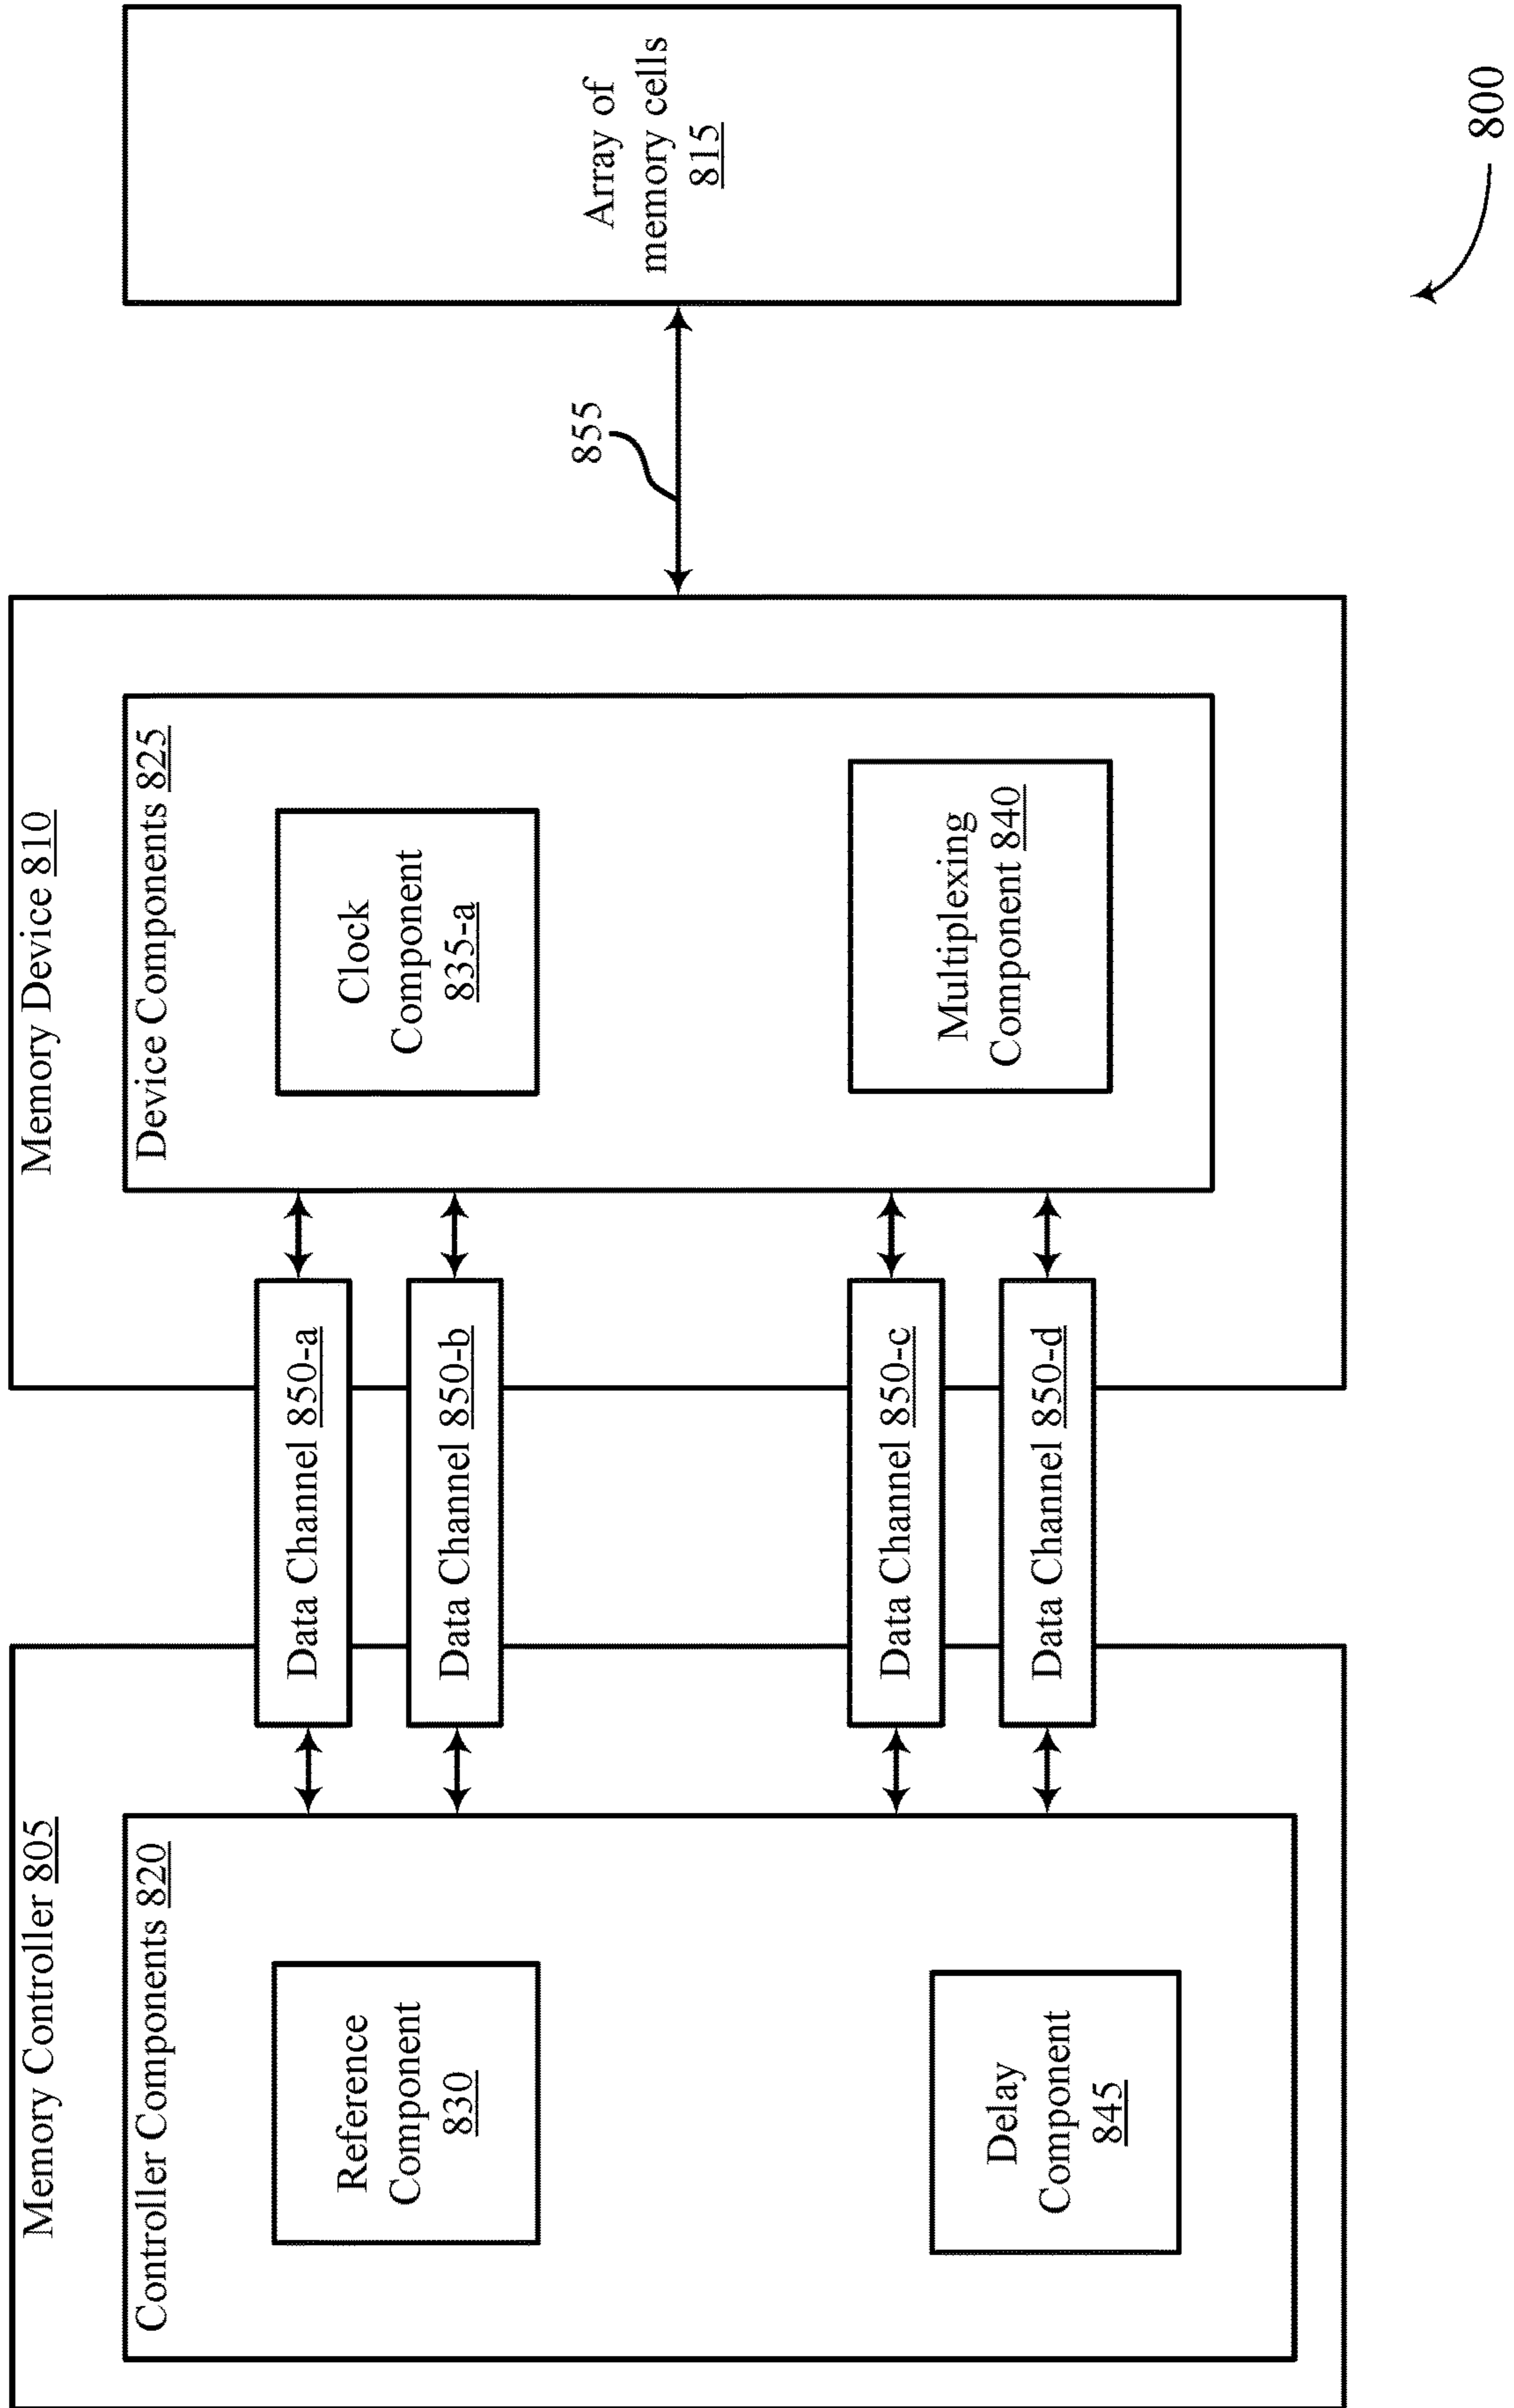 Memory Controller 805
Controller Components 820
Reference
Component
830
Delay
Component
845
Data Channel 850-a
Data Channel 850-b
Data Channel 850-c
Data Channel 850-d
Memory Device 810
Device Components 825
Clock
Component
835-a
Multiplexing
Component 840
855
Array of
memory cells
815
800